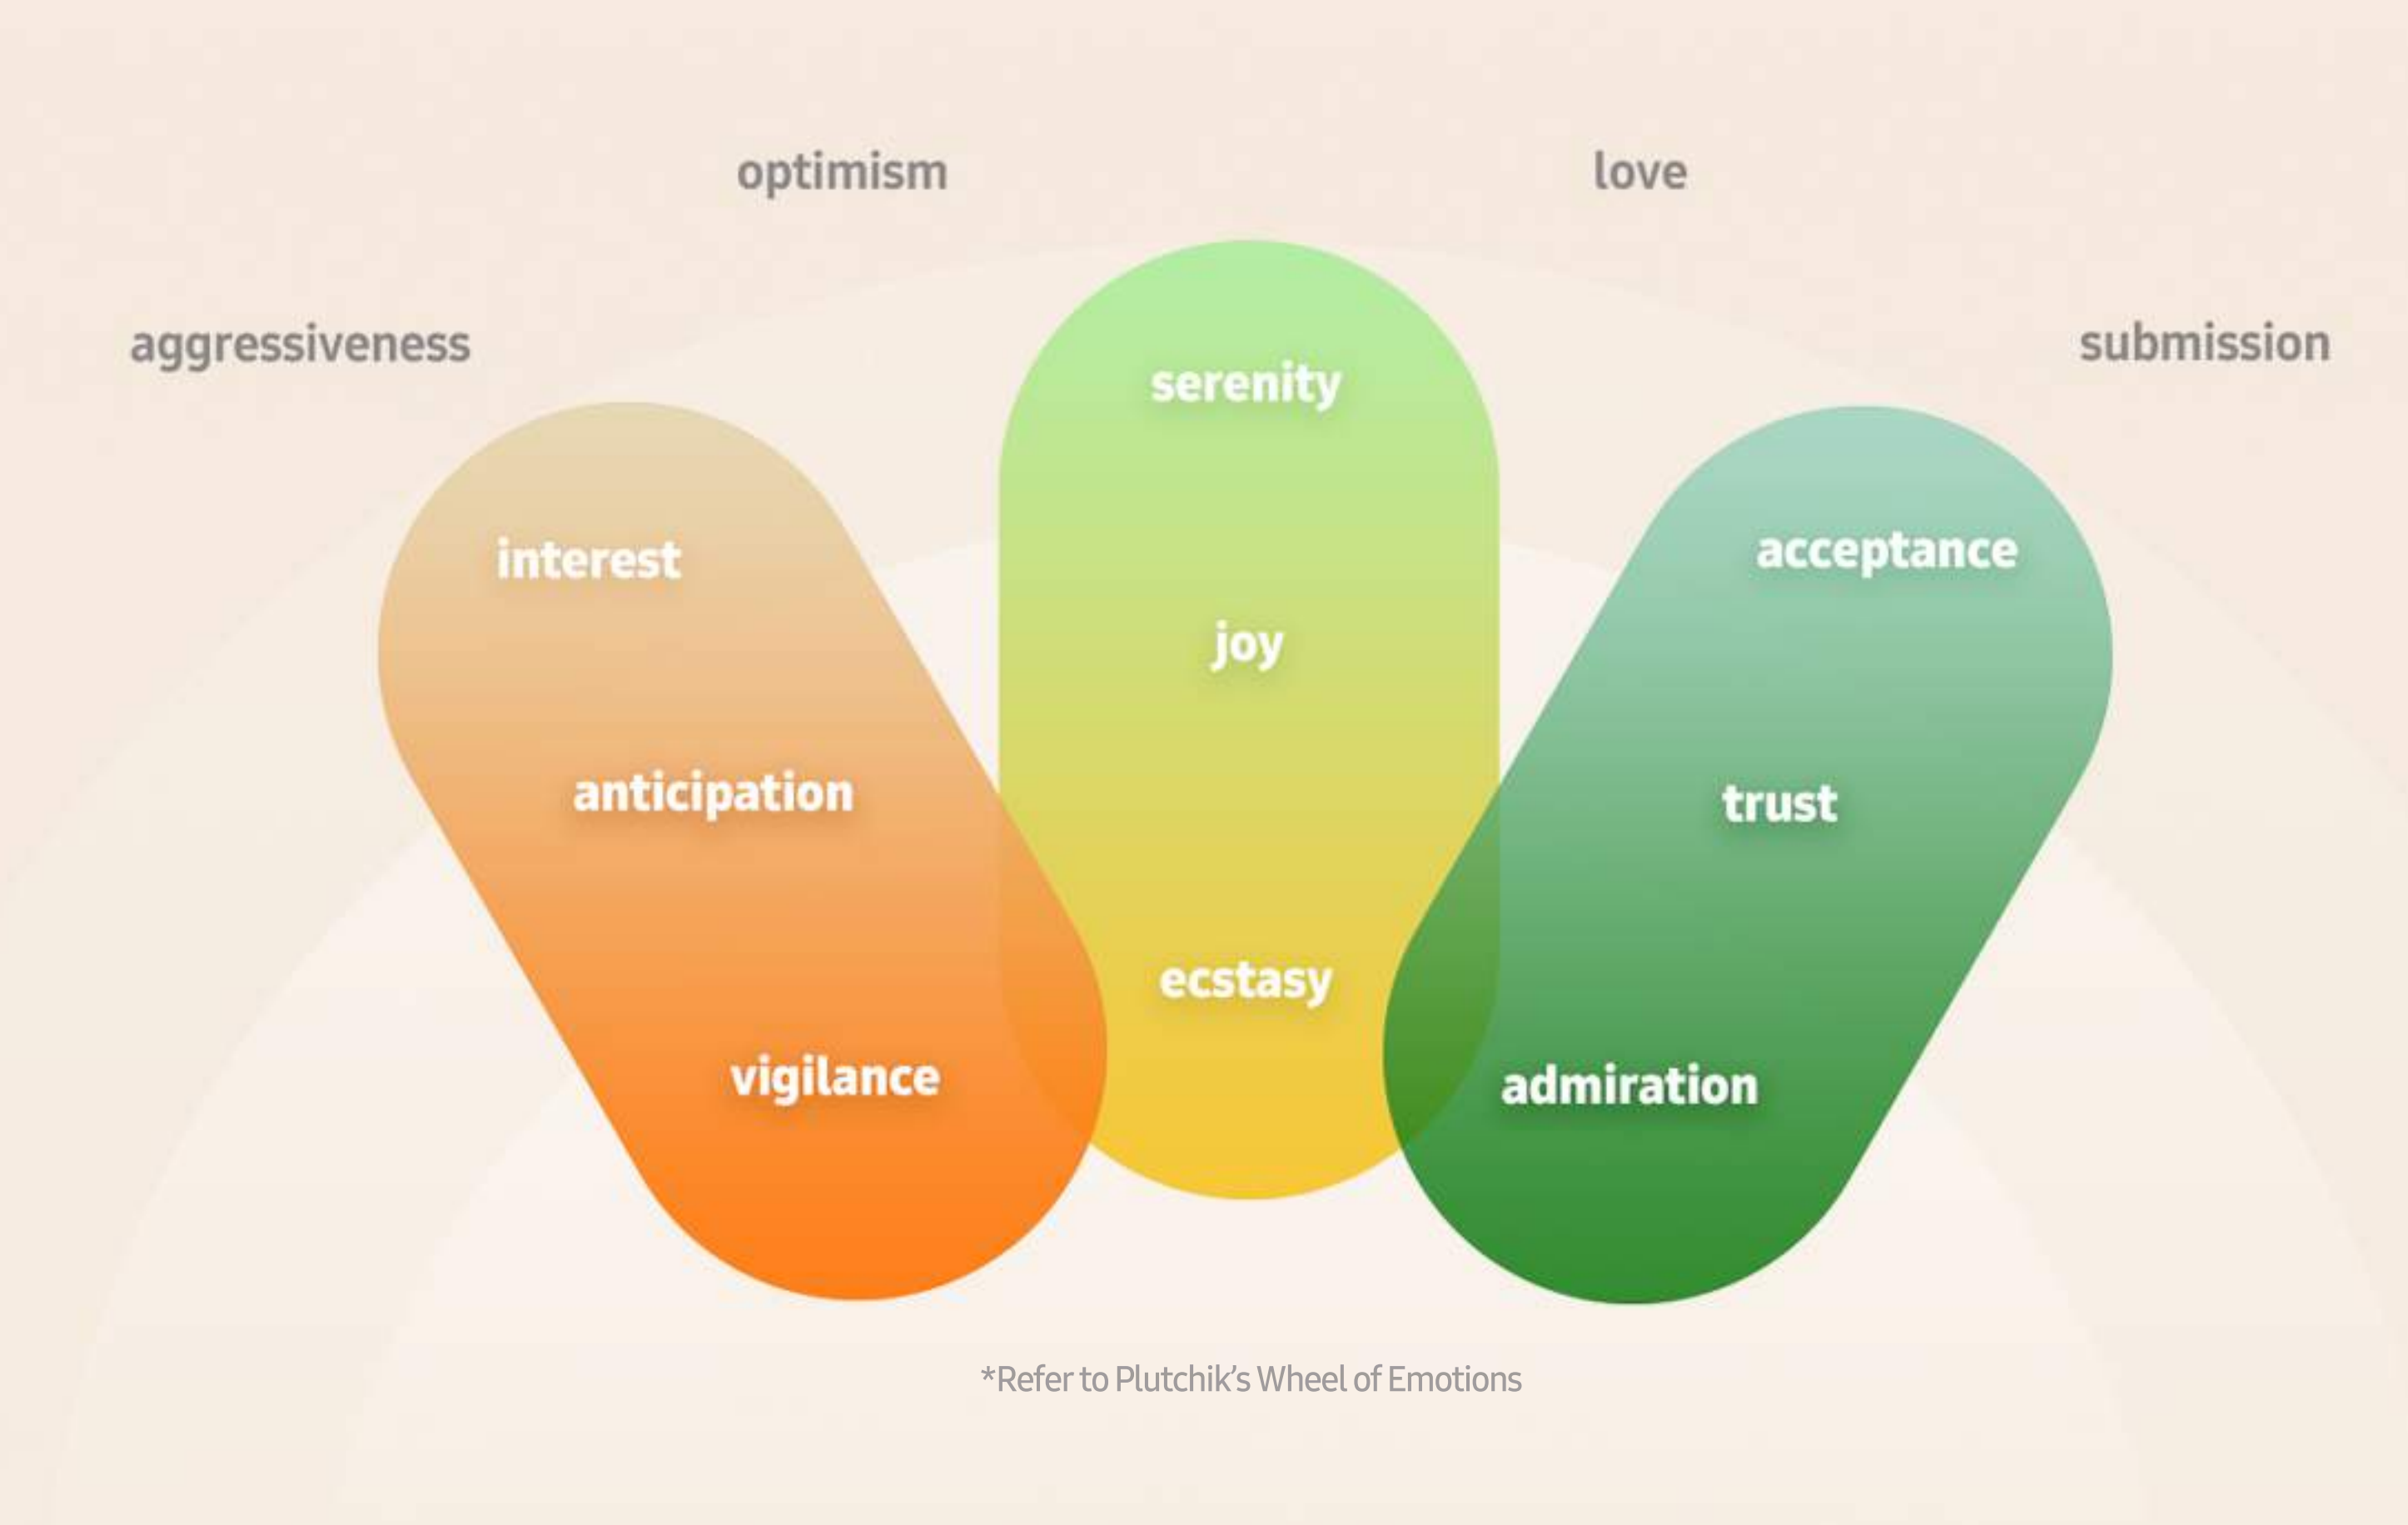 optimism
love
aggressiveness
submission
serenity
interest
acceptance
joy
anticipation
trust
ecstasy
vigilance
admiration
*Refer to Plutchik’s Wheel of Emotions